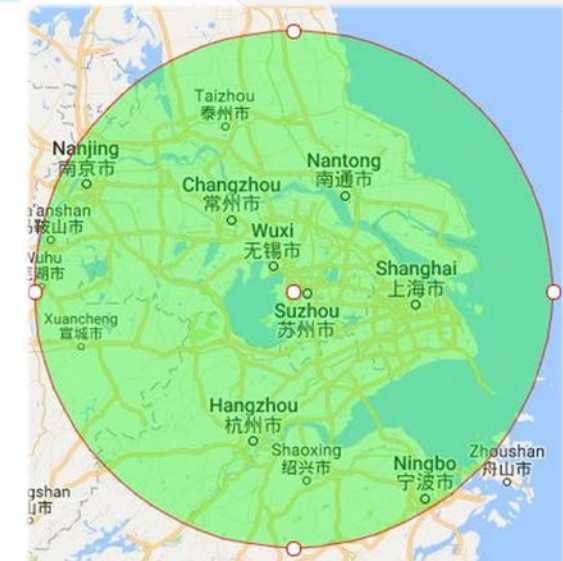 Taizhou
泰州市
Nanjing
南京市
Nantong
南通市
Changzhou
常州市
a'anshan
马鞍山市
Wuxi
无锡市
Wuhu
芜湖市
Shanghai
上海市
Suzhou
苏州市
Xuancheng
宣城市
Hangzhou
杭州市
Shaoxing
绍兴市
Ningbo
宁波市
Zhoushan
舟山市
gshan
山市